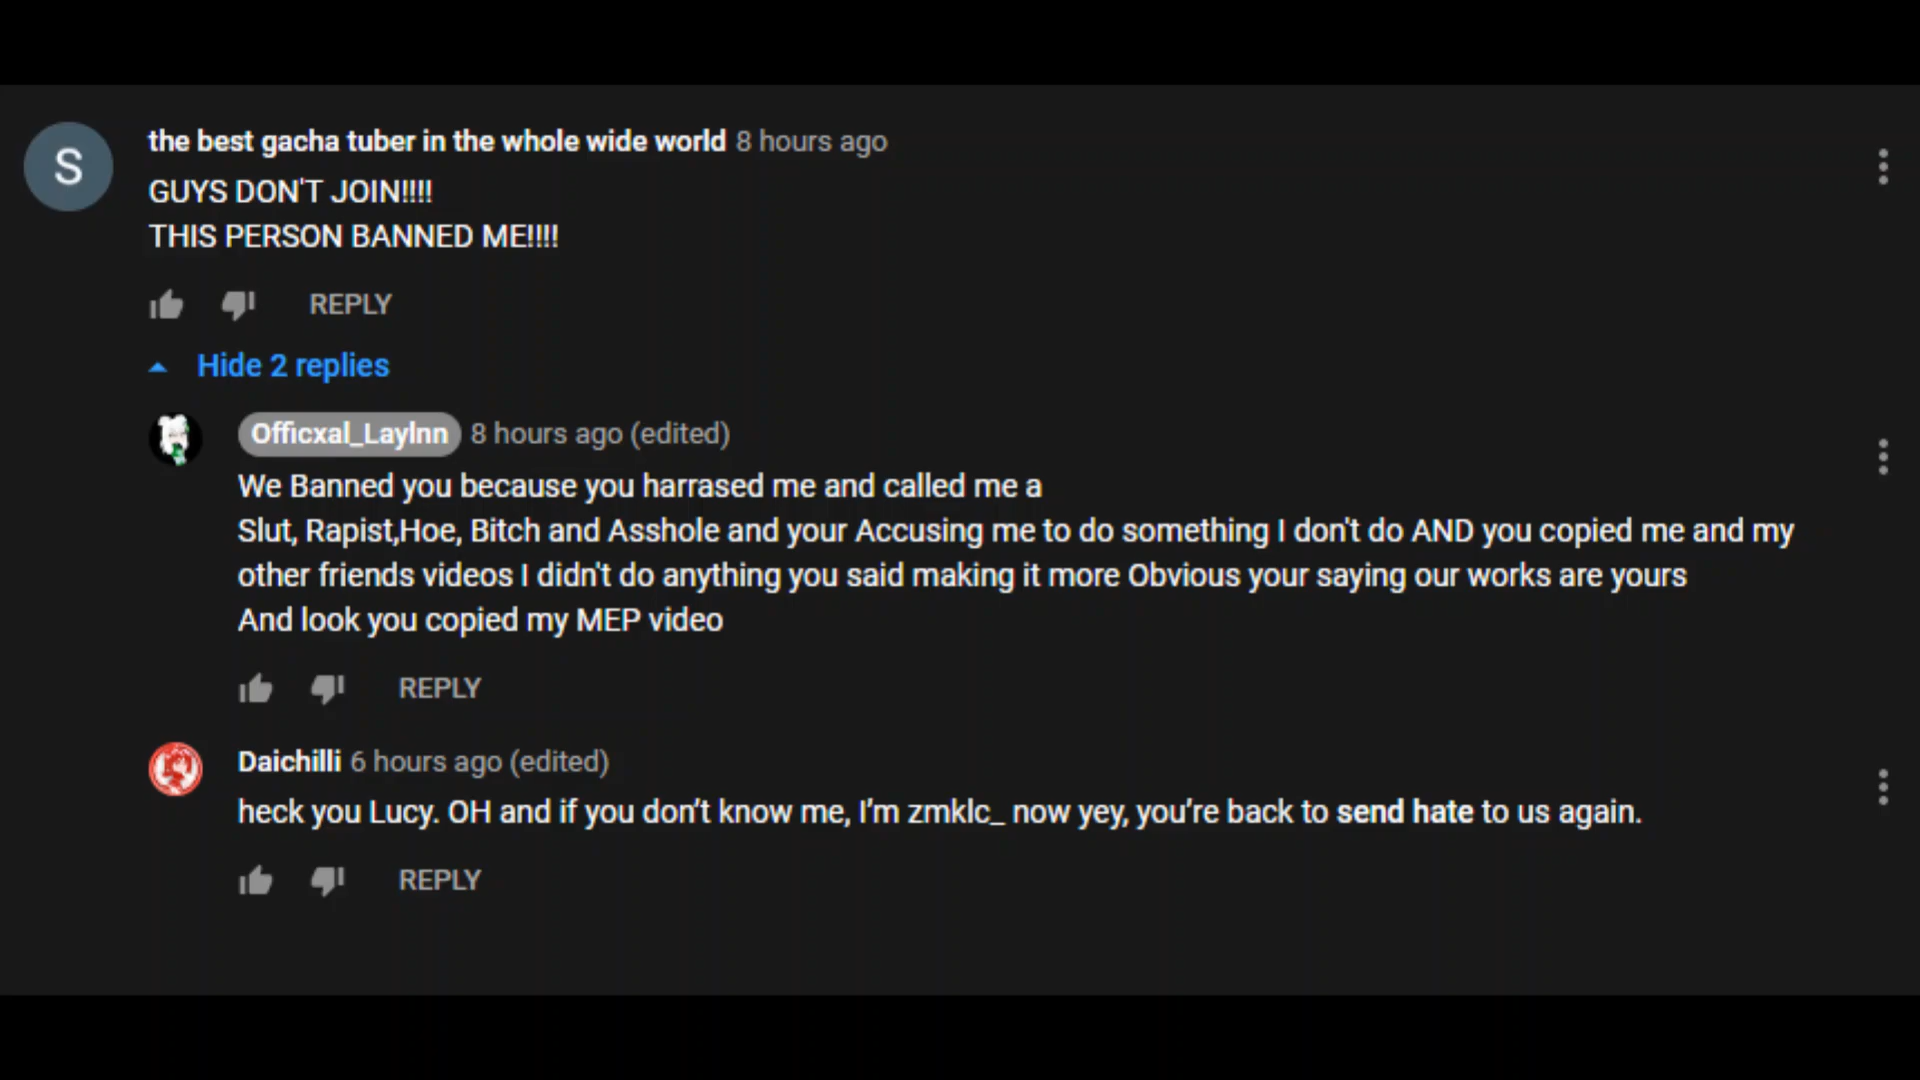 S
the best gacha tuber in the whole wide world 8 hours ago
GUYS DON'T JOIN!!!!
THIS PERSON BANNED ME!!!!
REPLY
Hide 2 replies
Officxal_Laylnn 8 hours ago (edited)
We Banned you because you harrased me and called me a
Slut, Rapist,Hoe, Bitch and Asshole and your Accusing me to do something I don't do AND you copied me and my
other friends videos I didn't do anything you said making it more Obvious your saying our works are yours
And look you copied my MEP video
REPLY
Daichilli 6 hours ago (edited)
heck you Lucy. OH and if you don’t know me, I’m zmklc_ now yey, you’re back to send hate to us again.
REPLY